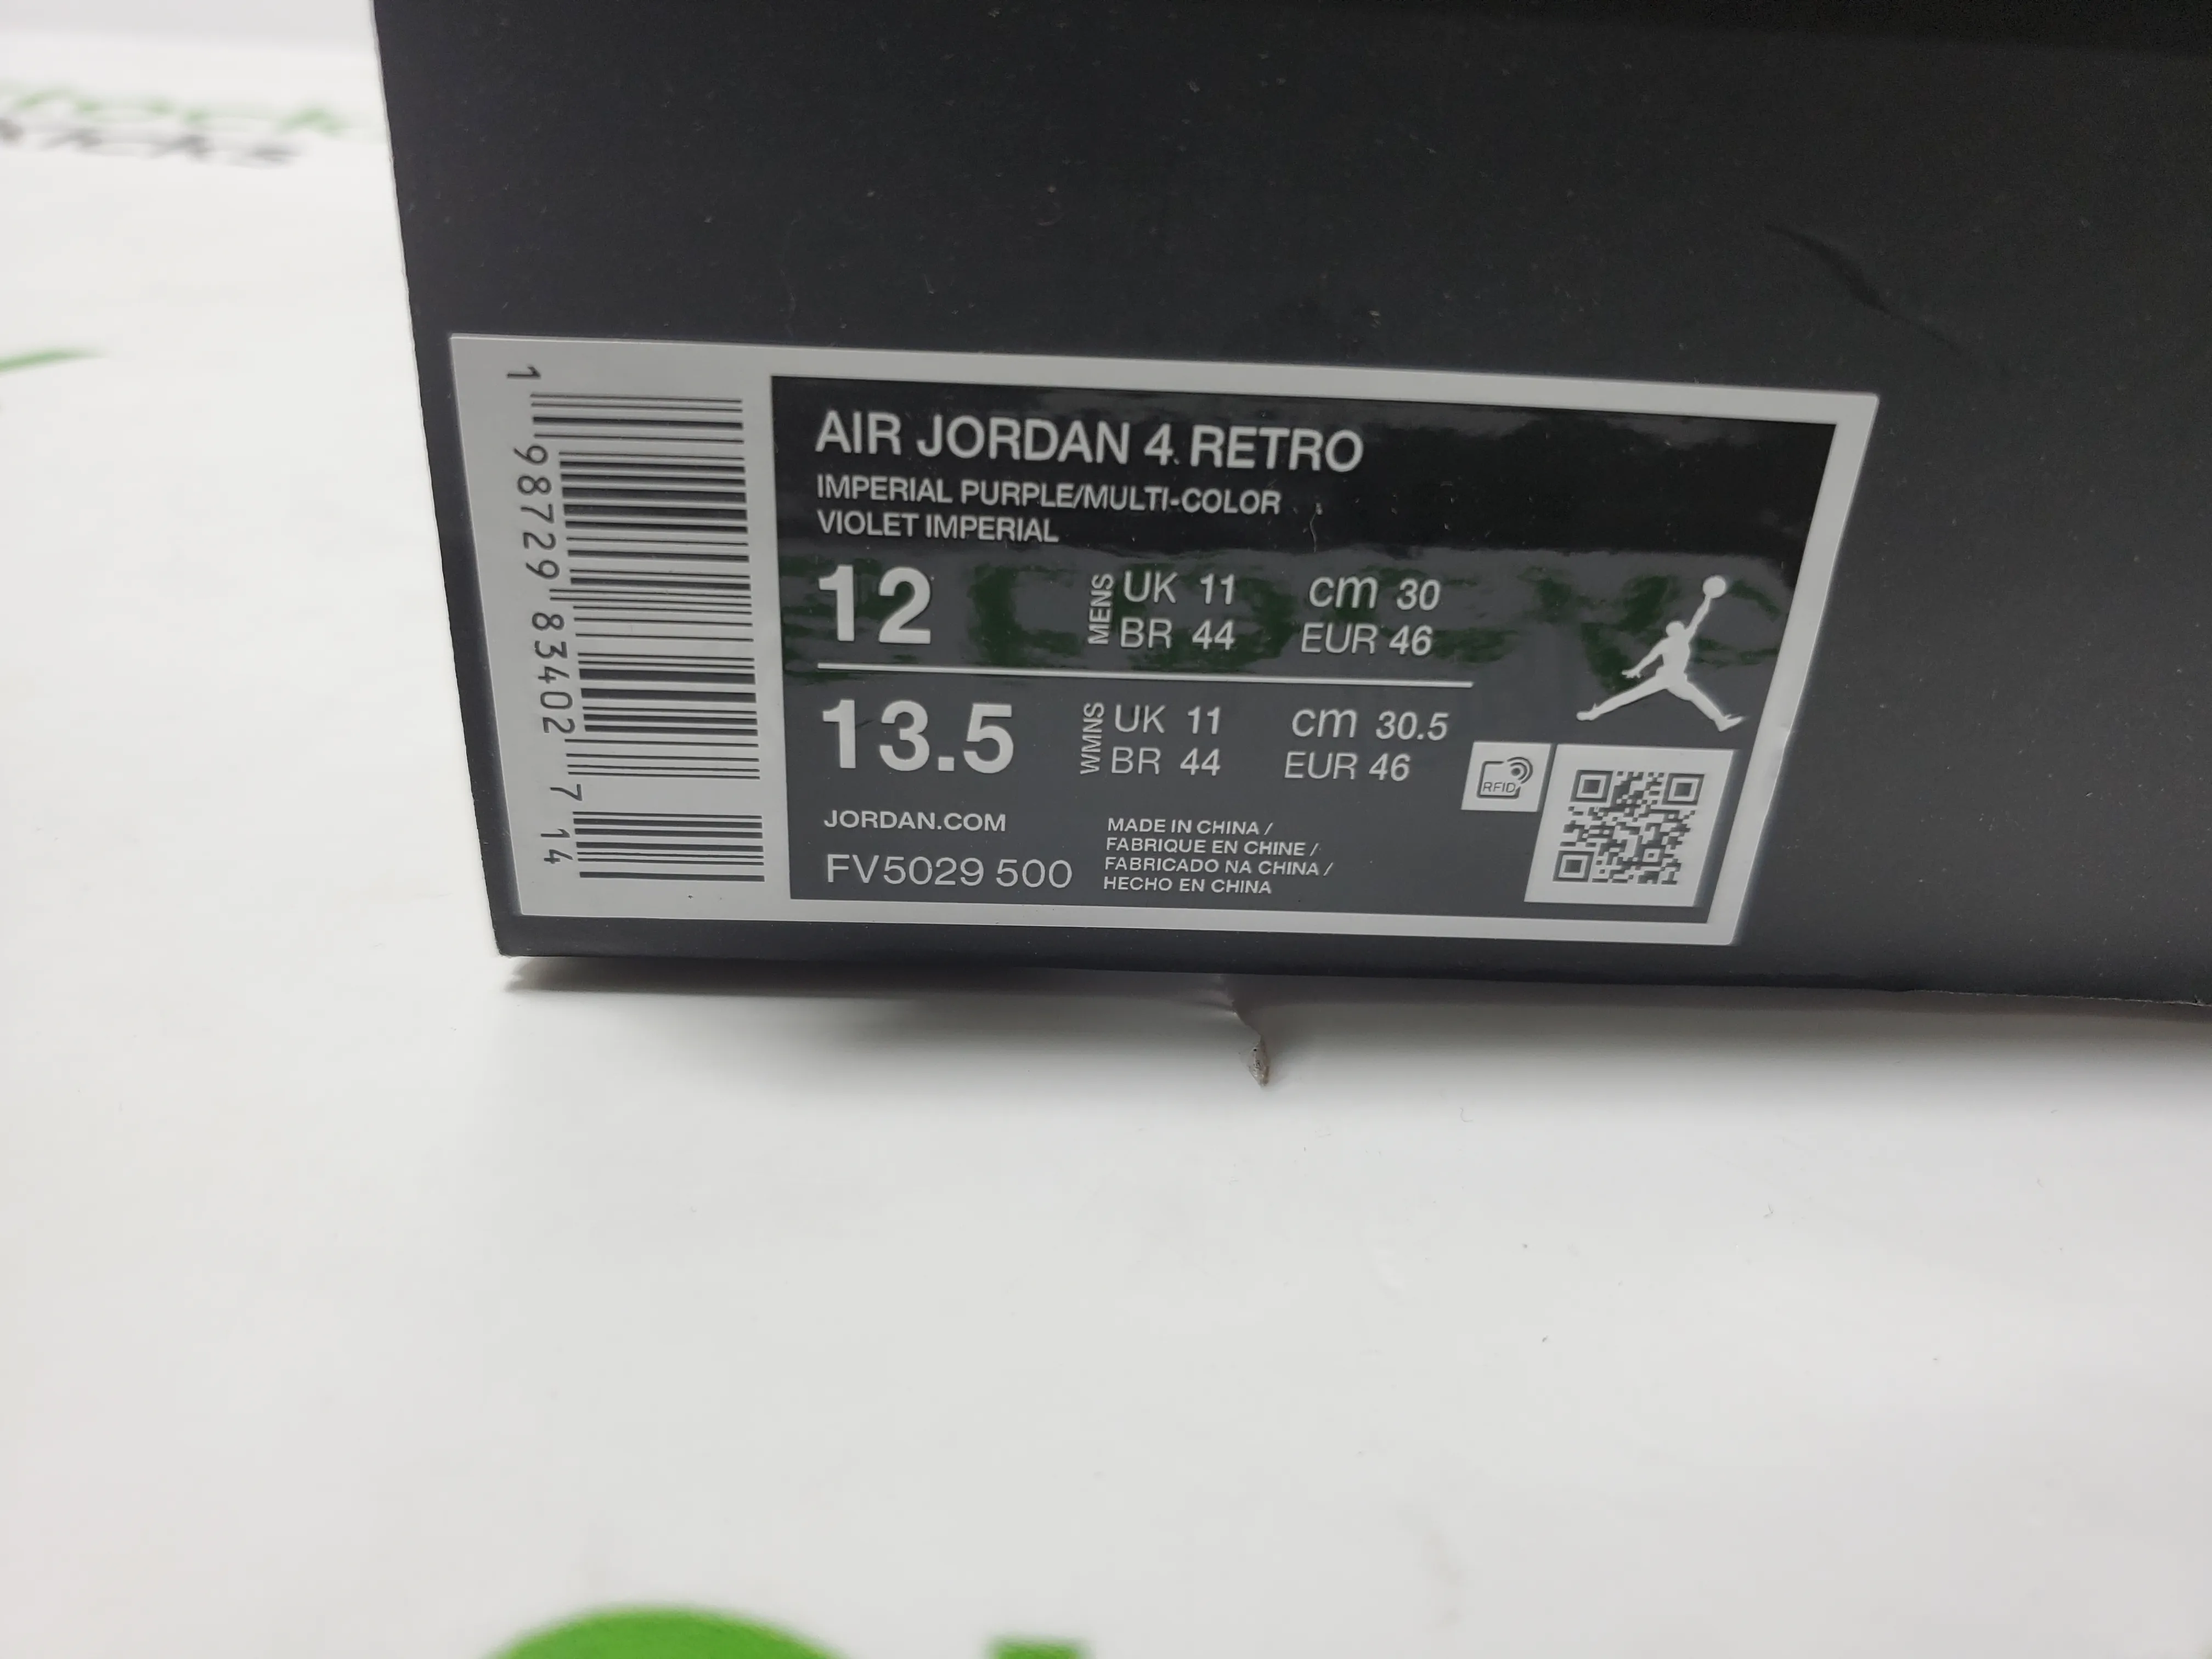 tock
KICKS
1 98729 83402 7 14
AIR JORDAN 4 RETRO
IMPERIAL PURPLE/MULTI-COLOR
VIOLET IMPERIAL
12 MENS UK 11 cm 30
BR 44 EUR 46
13.5 WMNS UK 11 cm 30.5
BR 44 EUR 46
RFID
JORDAN.COM
FV5029 500
MADE IN CHINA /
FABRIQUE EN CHINE /
FABRICADO NA CHINA /
HECHO EN CHINA